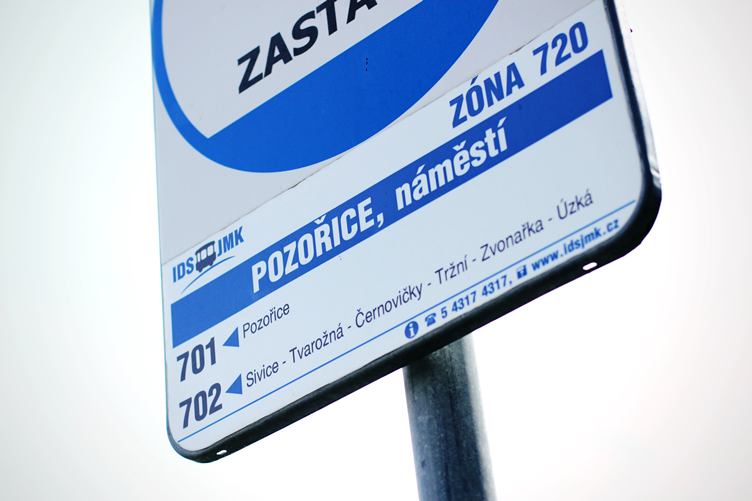 ZASTA
ZÓNA 720
IDS JMK
POZOŘICE, náměstí
701 Pozořice
702 Sivice - Tvarožná - Černovičky - Tržní - Zvonařka - Úzká
5 4317 4317, www.idsjmk.cz